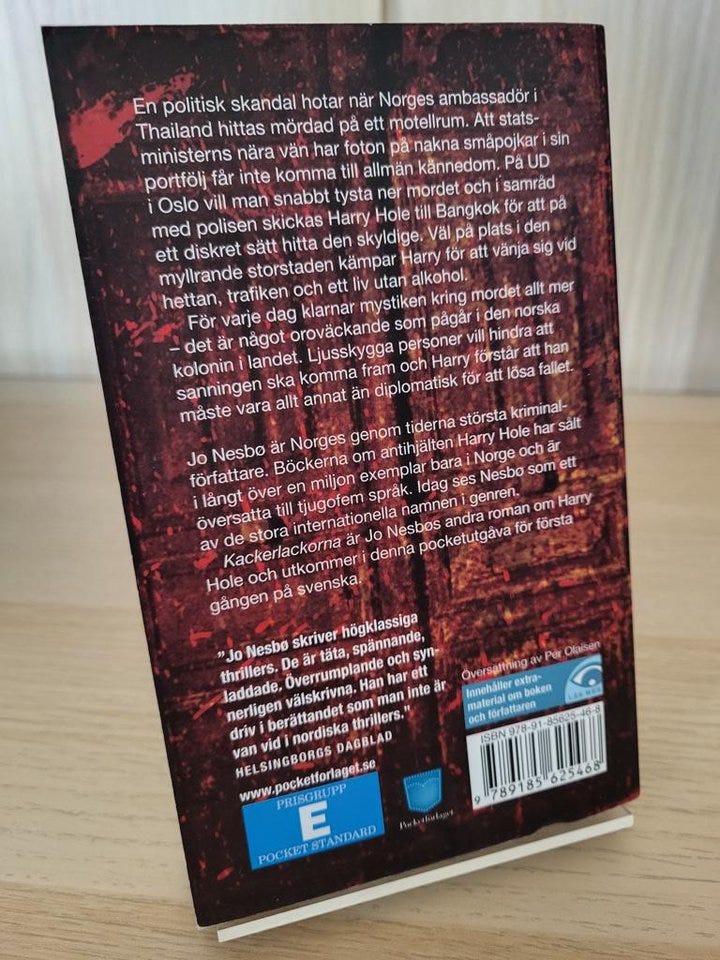 En politisk skandal hotar när Norges ambassadör i
Thailand hittas mördad på ett motellrum. Att stats-
ministerns nära vän har foton på nakna småpojkar i sin
portfölj får inte komma till allmän kännedom. På UD
i Oslo vill man snabbt tysta ner mordet och i samråd
med polisen skickas Harry Hole till Bangkok för att på
ett diskret sätt hitta den skyldige. Väl på plats i den
myllrande storstaden kämpar Harry för att vänja sig vid
hettan, trafiken och ett liv utan alkohol.
För varje dag klarnar mystiken kring mordet allt mer
– det är något oroväckande som pågår i den norska
kolonin i landet. Ljusskygga personer vill hindra att
sanningen ska komma fram och Harry förstår att han
måste vara allt annat än diplomatisk för att lösa fallet.
Jo Nesbø är Norges genom tiderna största kriminal-
författare. Böckerna om antihjälten Harry Hole har sålt
i långt över en miljon exemplar bara i Norge och är
översatta till tjugofem språk. Idag ses Nesbø som ett
av de stora internationella namnen i genren.
Kackerlackorna är Jo Nesbøs andra roman om Harry
Hole och utkommer i denna pocketutgåva för första
gången på svenska.
"Jo Nesbø skriver högklassiga
thrillers. De är täta, spännande,
laddade, Överrumplande och syn-
nerligen välskrivna. Han har ett
driv i berättandet som man inte är
van vid i nordiska thrillers."
HELSINGBORGS DAGBLAD
www.pocketforlaget.se
PRISGRUPP
E
POCKET STANDARD
Pocketförlaget
Översättning av Per Olaisen
Innehåller extra-
material om boken
och författaren
LÄS MER
ISBN 978-91-85625-46-8
9 789185 625468